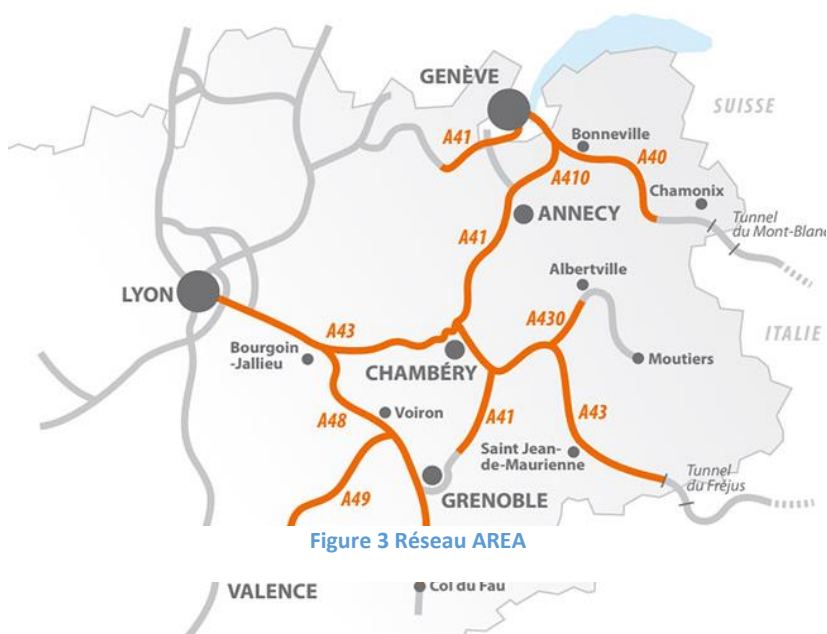 GENÈVE
SUISSE
Bonneville
A41
A40
A410
Chamonix
ANNECY
Tunnel
du Mont-Blanc
A41
Albertville
LYON
A43
A430
ITALIE
Bourgoin
-Jallieu
CHAMBÉRY
Moutiers
A48
Voiron
A41
A43
Saint Jean-
de-Maurienne
Tunnel
du Fréjus
A49
GRENOBLE
Figure 3 Réseau AREA
VALENCE
Col du Fau